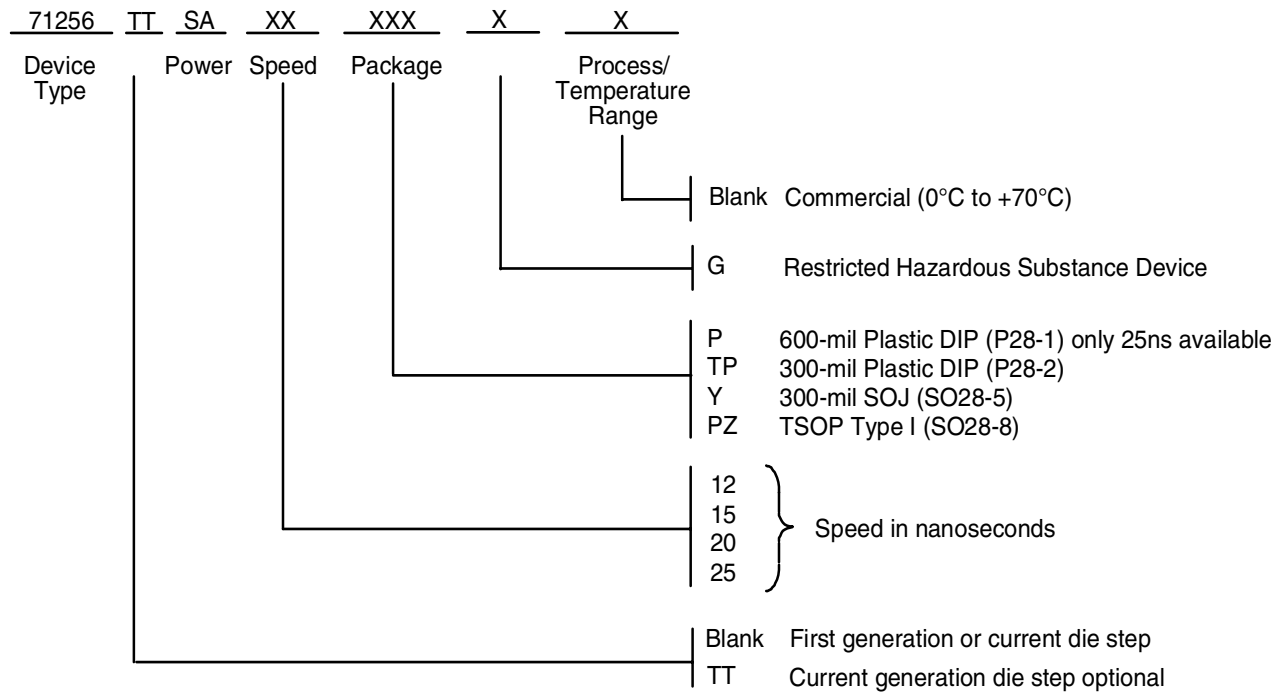 71256 TT SA XX XXX X X
Device Type
Power
Speed
Package
Process/
Temperature
Range
Blank Commercial (0°C to +70°C)
G Restricted Hazardous Substance Device
P 600-mil Plastic DIP (P28-1) only 25ns available
TP 300-mil Plastic DIP (P28-2)
Y 300-mil SOJ (SO28-5)
PZ TSOP Type I (SO28-8)
12
15
20
25
Speed in nanoseconds
Blank First generation or current die step
TT Current generation die step optional